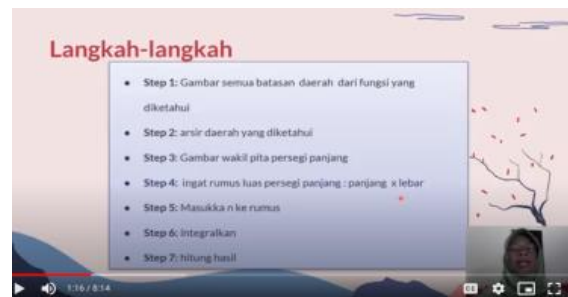 Langkah-langkah
• Step 1: Gambar semua batasan daerah dari fungsi yang
diketahui
• Step 2: arsir daerah yang diketahui
• Step 3: Gambar wakil pita persegi panjang
• Step 4: ingat rumus luas persegi panjang : panjang x lebar
• Step 5: Masukka n ke rumus
• Step 6: Integralkan
• Step 7: hitung hasil
1:16 / 8:14
CC